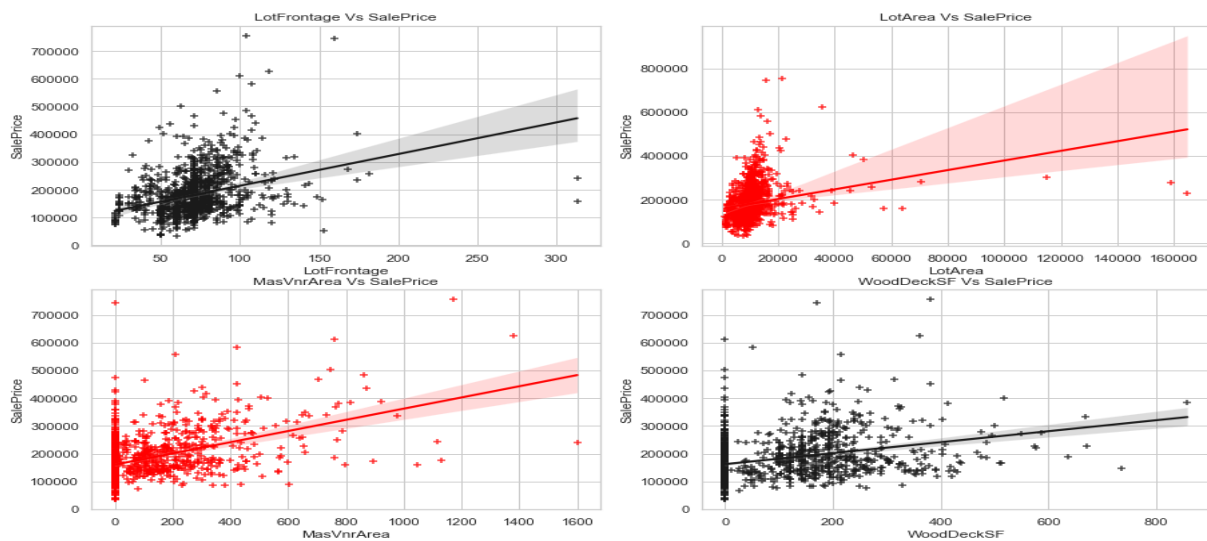 LotFrontage Vs SalePrice
SalePrice
700000
600000
500000
400000
300000
200000
100000
0
50 100 150 200 250 300
LotFrontage
LotArea Vs SalePrice
SalePrice
800000
600000
400000
200000
0
0 20000 40000 60000 80000 100000 120000 140000 160000
LotArea
MasVnrArea Vs SalePrice
SalePrice
700000
600000
500000
400000
300000
200000
100000
0
0 200 400 600 800 1000 1200 1400 1600
MasVnrArea
WoodDeckSF Vs SalePrice
SalePrice
700000
600000
500000
400000
300000
200000
100000
0
0 200 400 600 800
WoodDeckSF